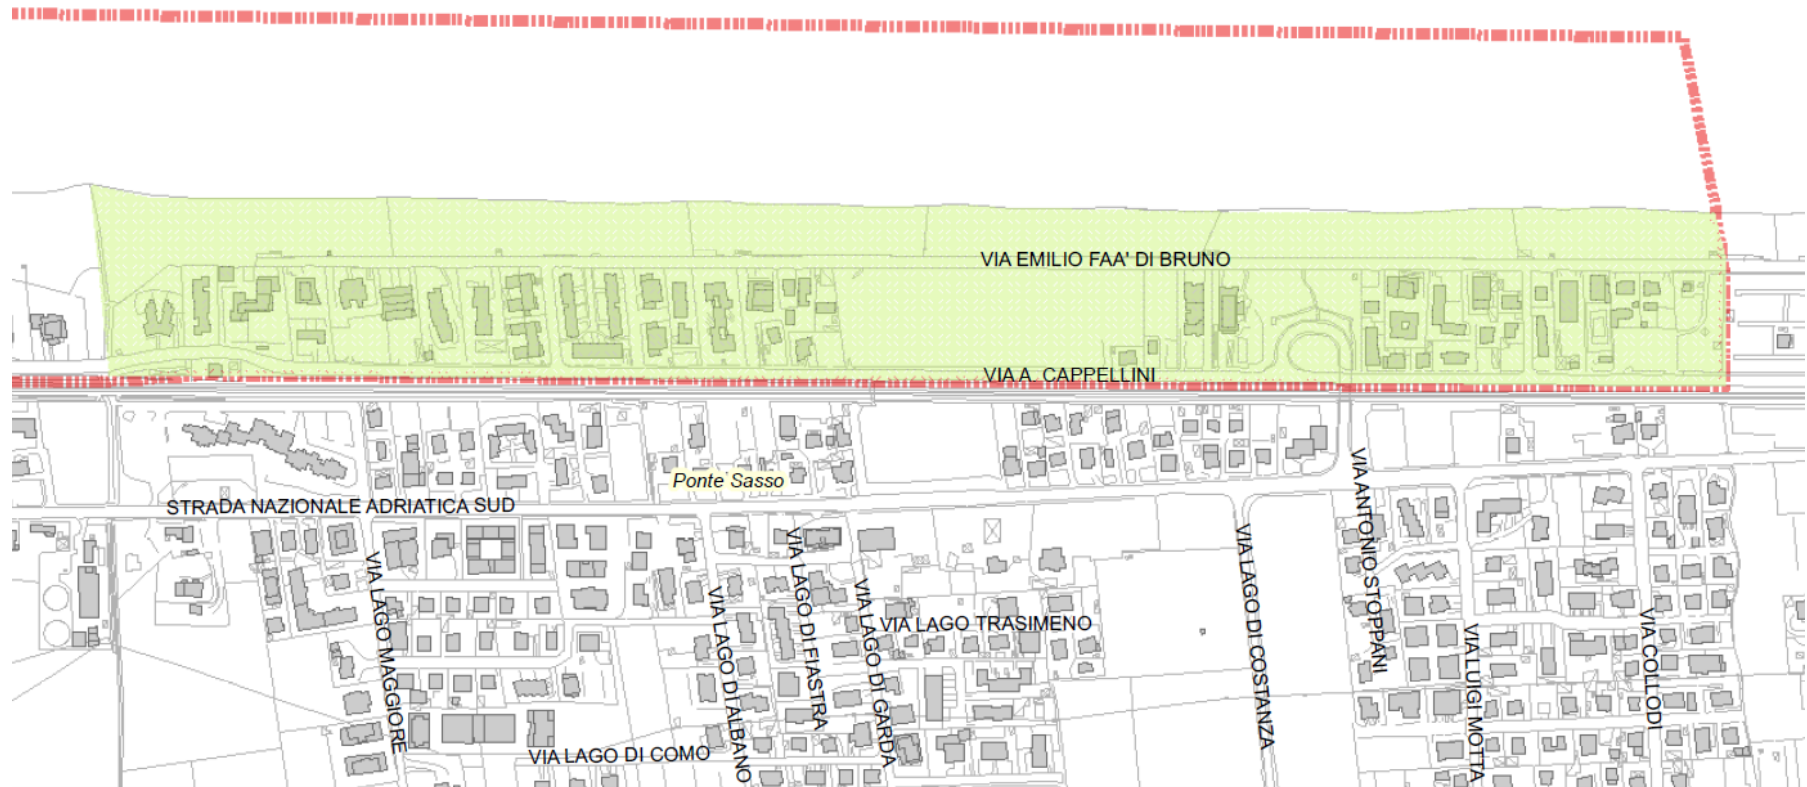 VIA EMILIO FAA' DI BRUNO
VIA A. CAPPELLINI
Ponte Sasso
STRADA NAZIONALE ADRIATICA SUD
VIA LAGO MAGGIORE
VIA LAGO DI ALBANO
VIA LAGO DI FIASTRA
VIA LAGO DI GARDA
VIA LAGO TRASIMENO
VIA LAGO DI COSTANZA
VIA ANTONIO STOPPANI
VIA LUIGI MOTTA
VIA COLLODI
VIA LAGO DI COMO